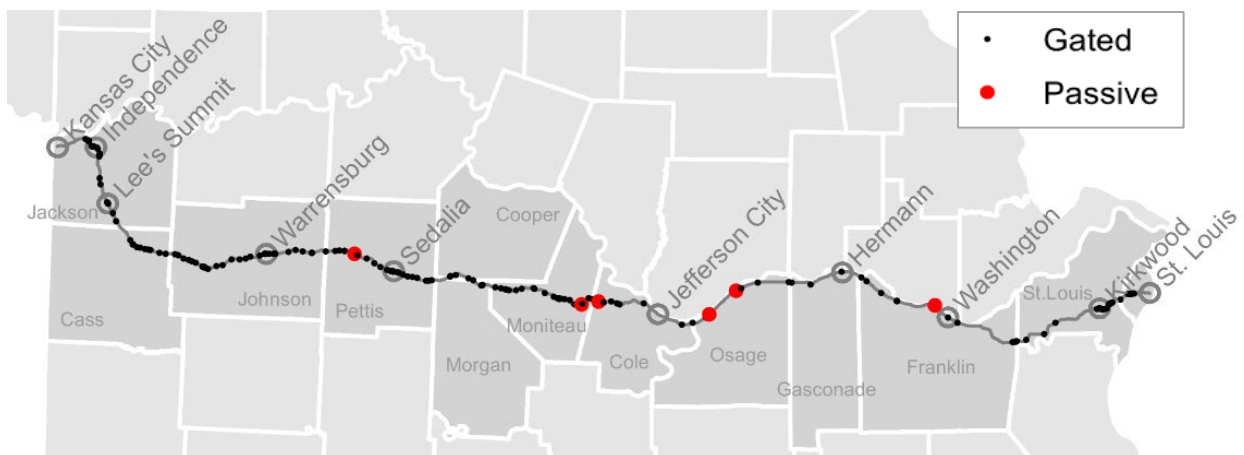 Gated
Passive
Kansas City
Independence
Lee's Summit
Warrensburg
Sedalia
Jefferson City
Hermann
Washington
Kirkwood
St. Louis
Jackson
Cass
Johnson
Pettis
Cooper
Morgan
Moniteau
Cole
Osage
Gasconade
Franklin
St.Louis